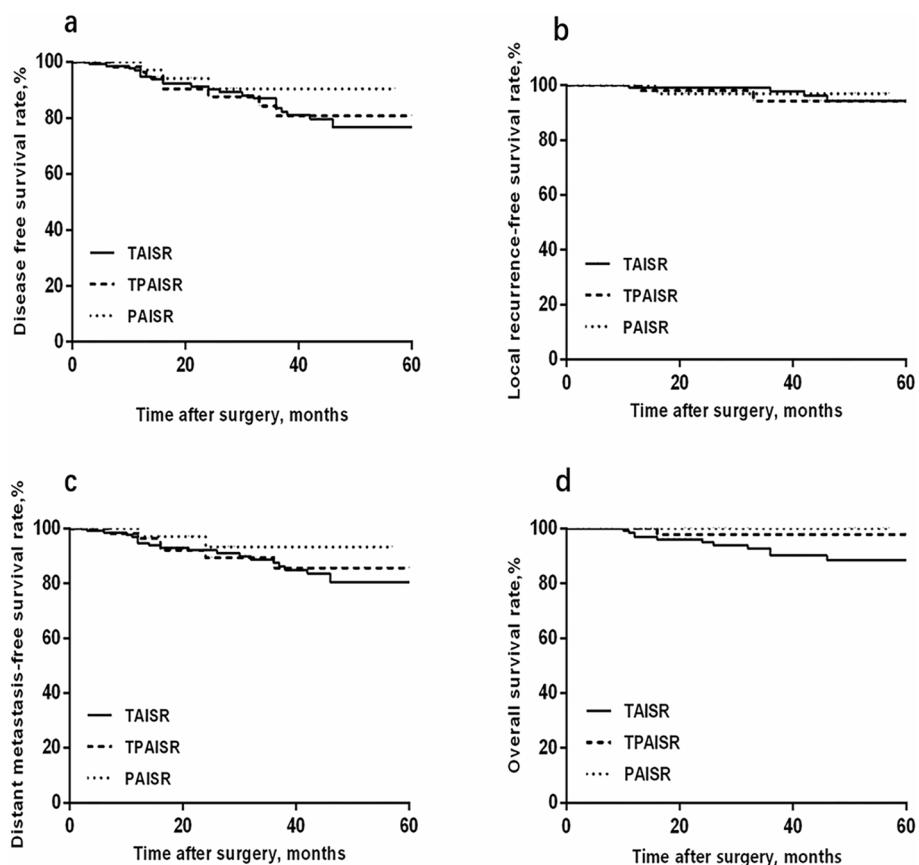 a
Disease free survival rate,%
100
80
60
40
20
0
TAISR
TPAISR
PAISR
0 20 40 60
Time after surgery, months
b
Local recurrence-free survival rate,%
100
80
60
40
20
0
TAISR
TPAISR
PAISR
0 20 40 60
Time after surgery, months
c
Distant metastasis-free survival rate,%
100
80
60
40
20
0
TAISR
TPAISR
PAISR
0 20 40 60
Time after surgery, months
d
Overall survival rate,%
100
80
60
40
20
0
TAISR
TPAISR
PAISR
0 20 40 60
Time after surgery, months